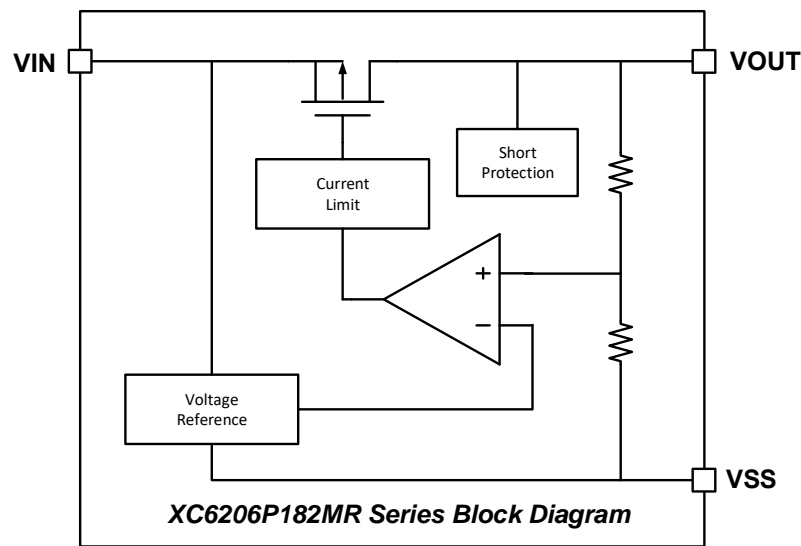 VIN
VOUT
Short
Protection
Current
Limit
+
−
Voltage
Reference
VSS
XC6206P182MR Series Block Diagram